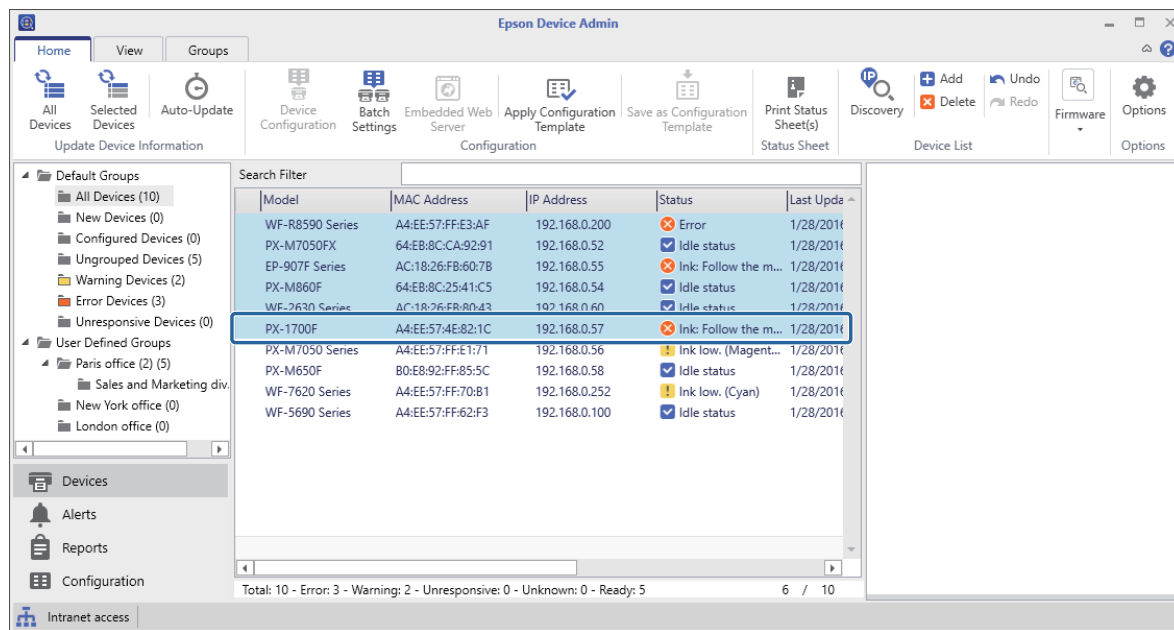 Epson Device Admin
Home View Groups
All Devices
Selected Devices
Auto-Update
Update Device Information
Device Configuration
Batch Settings
Embedded Web Server
Apply Configuration Template
Save as Configuration Template
Configuration
Print Status Sheet(s)
Status Sheet
IP
Discovery
Add
Delete
Undo
Redo
Device List
Firmware
Options
Options
Default Groups
All Devices (10)
New Devices (0)
Configured Devices (0)
Ungrouped Devices (5)
Warning Devices (2)
Error Devices (3)
Unresponsive Devices (0)
User Defined Groups
Paris office (2) (5)
Sales and Marketing div.
New York office (0)
London office (0)
Devices
Alerts
Reports
Configuration
Search Filter
Model MAC Address IP Address Status Last Upda
WF-R8590 Series A4:EE:57:FF:E3:AF 192.168.0.200 Error 1/28/2016
PX-M7050FX 64:EB:8C:CA:92:91 192.168.0.52 Idle status 1/28/2016
EP-907F Series AC:18:26:FB:60:7B 192.168.0.55 Ink: Follow the m... 1/28/2016
PX-M860F 64:EB:8C:25:41:C5 192.168.0.54 Idle status 1/28/2016
WF-2630 Series AC:18:26:FB:80:43 192.168.0.60 Idle status 1/28/2016
PX-1700F A4:EE:57:4E:82:1C 192.168.0.57 Ink: Follow the m... 1/28/2016
PX-M7050 Series A4:EE:57:FF:E1:71 192.168.0.56 Ink low. (Magent... 1/28/2016
PX-M650F B0:E8:92:FF:85:5C 192.168.0.58 Idle status 1/28/2016
WF-7620 Series A4:EE:57:FF:70:B1 192.168.0.252 Ink low. (Cyan) 1/28/2016
WF-5690 Series A4:EE:57:FF:62:F3 192.168.0.100 Idle status 1/28/2016
Total: 10 - Error: 3 - Warning: 2 - Unresponsive: 0 - Unknown: 0 - Ready: 5 6 / 10
Intranet access